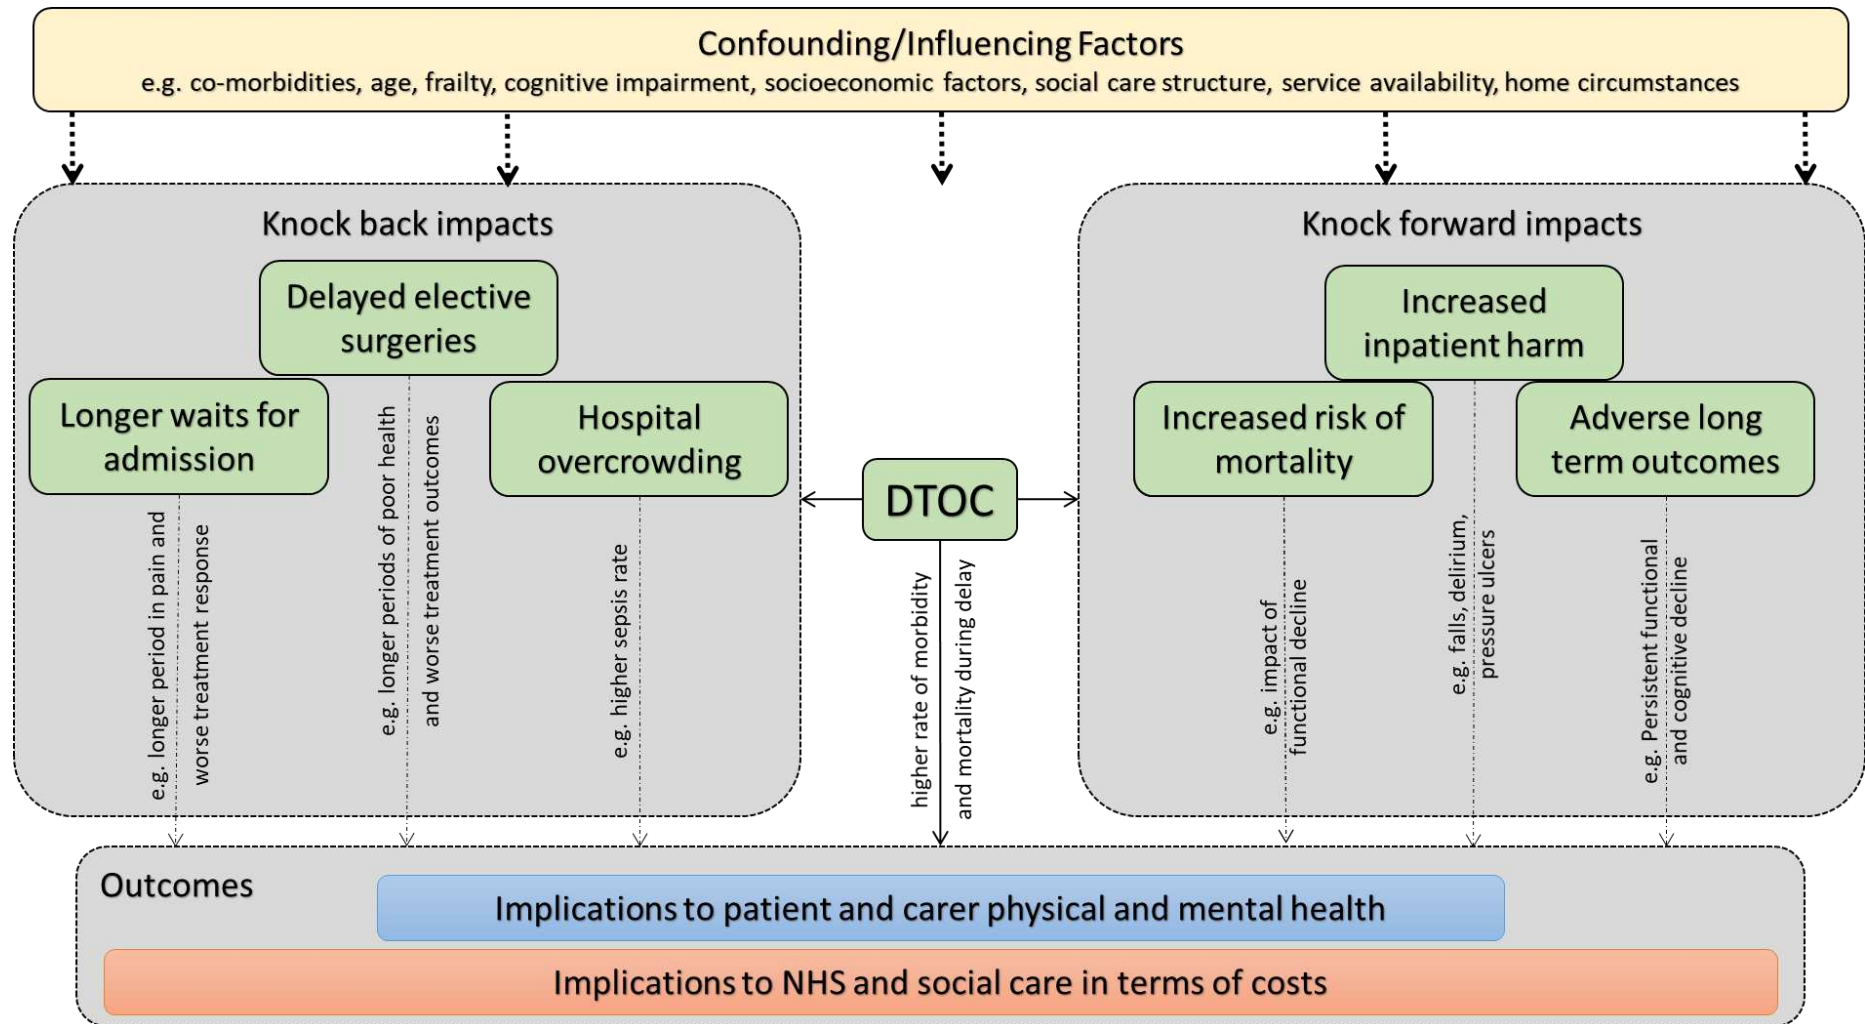 Confounding/Influencing Factors
e.g. co-morbidities, age, frailty, cognitive impairment, socioeconomic factors, social care structure, service availability, home circumstances
Knock back impacts
Delayed elective
surgeries
Longer waits for
admission
Hospital
overcrowding
e.g. longer period in pain and
worse treatment response
e.g. longer periods of poor health
and worse treatment outcomes
e.g. higher sepsis rate
DTOC
higher rate of morbidity
and mortality during delay
Knock forward impacts
Increased
inpatient harm
Increased risk of
mortality
Adverse long
term outcomes
e.g. impact of
functional decline
e.g. falls, delirium,
pressure ulcers
e.g. Persistent functional
and cognitive decline
Outcomes
Implications to patient and carer physical and mental health
Implications to NHS and social care in terms of costs